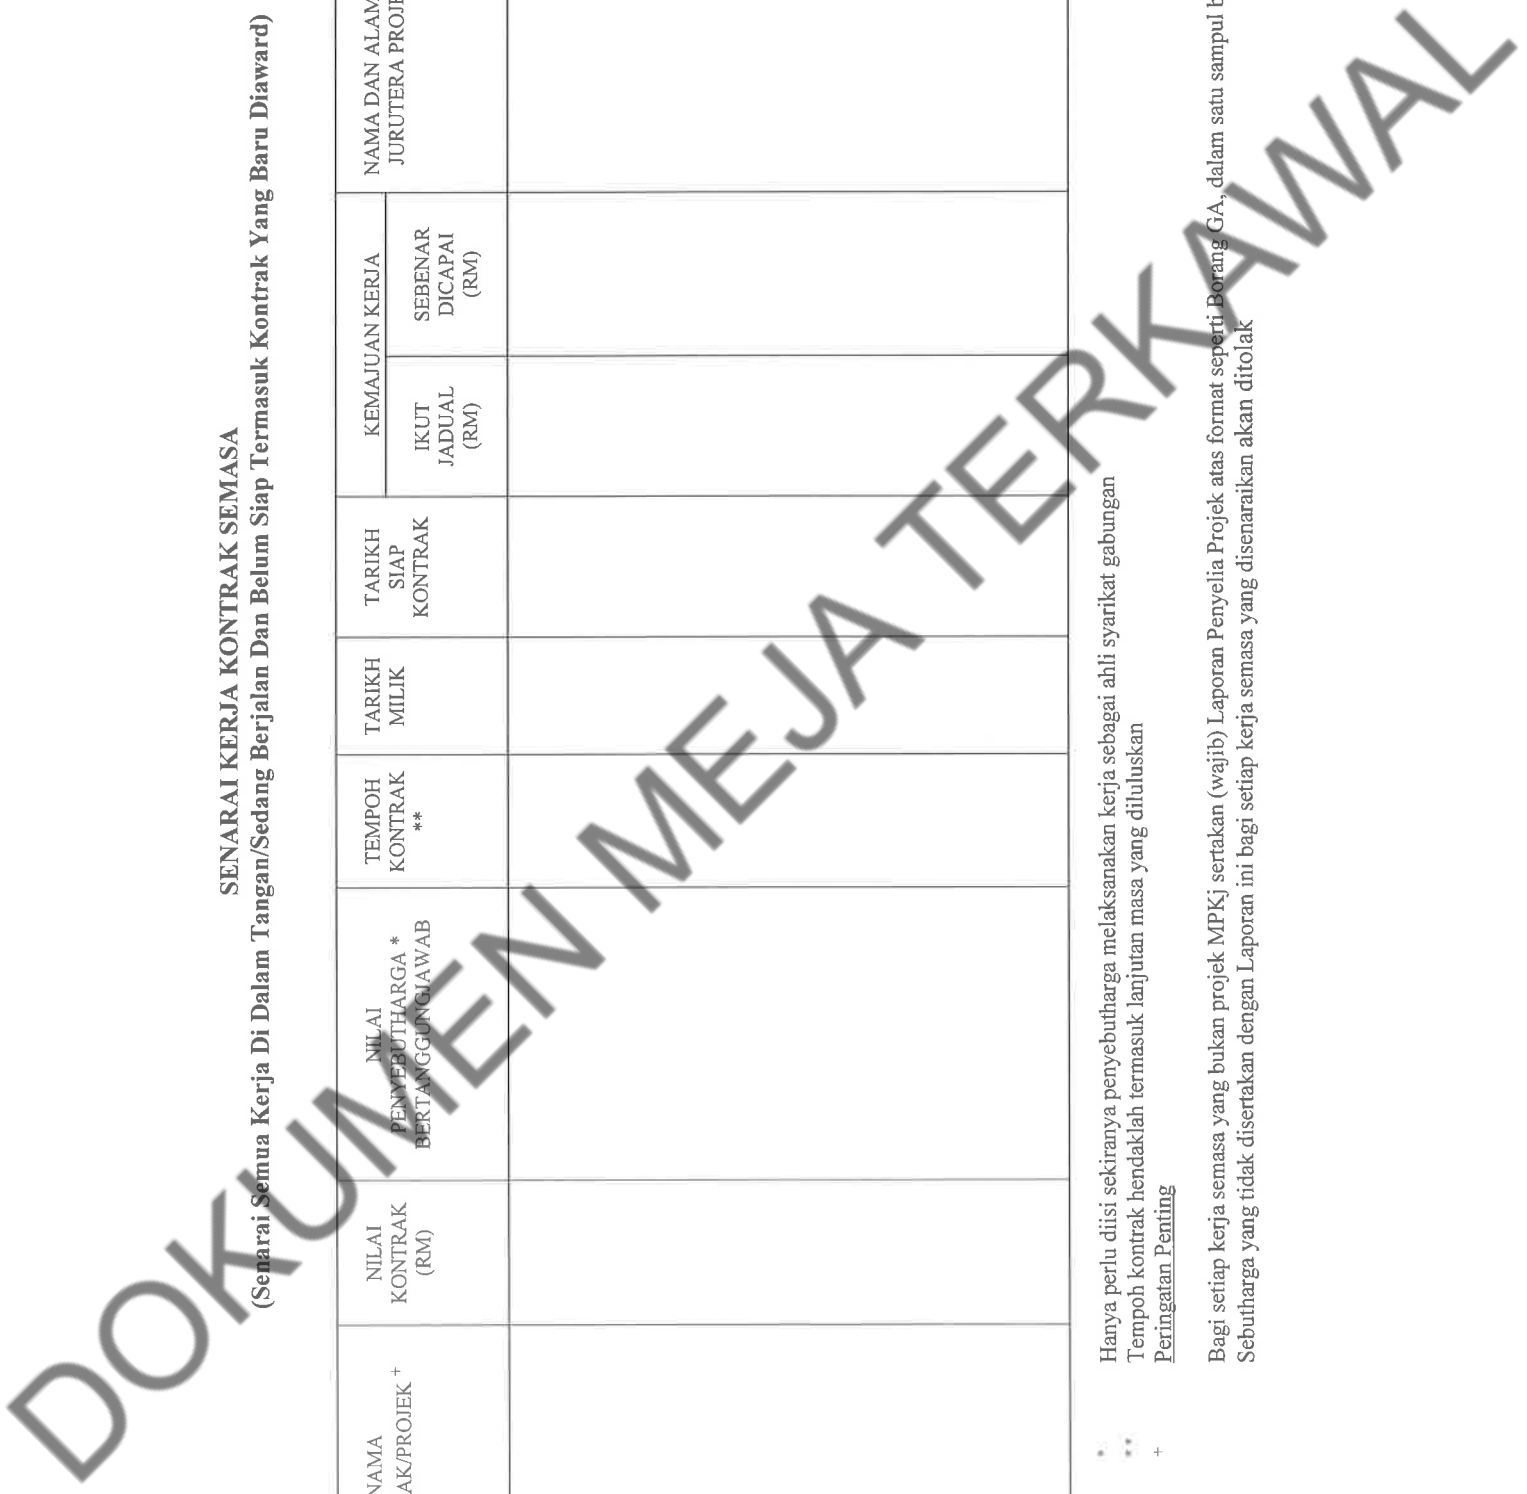 SENARAI KERJA KONTRAK SEMASA
(Senarai Semua Kerja Di Dalam Tangan/Sedang Berjalan Dan Belum Siap Termasuk Kontrak Yang Baru Diaward)
NAMA
AK/PROJEK +
NILAI
KONTRAK
(RM)
NILAI
PENYEBUTHARGA *
BERTANGGUNGJAWAB
TEMPOH
KONTRAK
**
TARIKH
MILIK
TARIKH
SIAP
KONTRAK
KEMAJUAN KERJA
IKUT
JADUAL
(RM)
SEBENAR
DICAPAI
(RM)
NAMA DAN ALAM
JURUTERA PROJE
* Hanya perlu diisi sekiranya penyebutharga melaksanakan kerja sebagai ahli syarikat gabungan
** Tempoh kontrak hendaklah termasuk lanjutan masa yang diluluskan
+ Peringatan Penting
Bagi setiap kerja semasa yang bukan projek MPKj sertakan (wajib) Laporan Penyelia Projek atas format seperti Borang GA, dalam satu sampul b
Sebutharga yang tidak disertakan dengan Laporan ini bagi setiap kerja semasa yang disenaraikan akan ditolak
DOKUMEN MEJA TERKAWAL